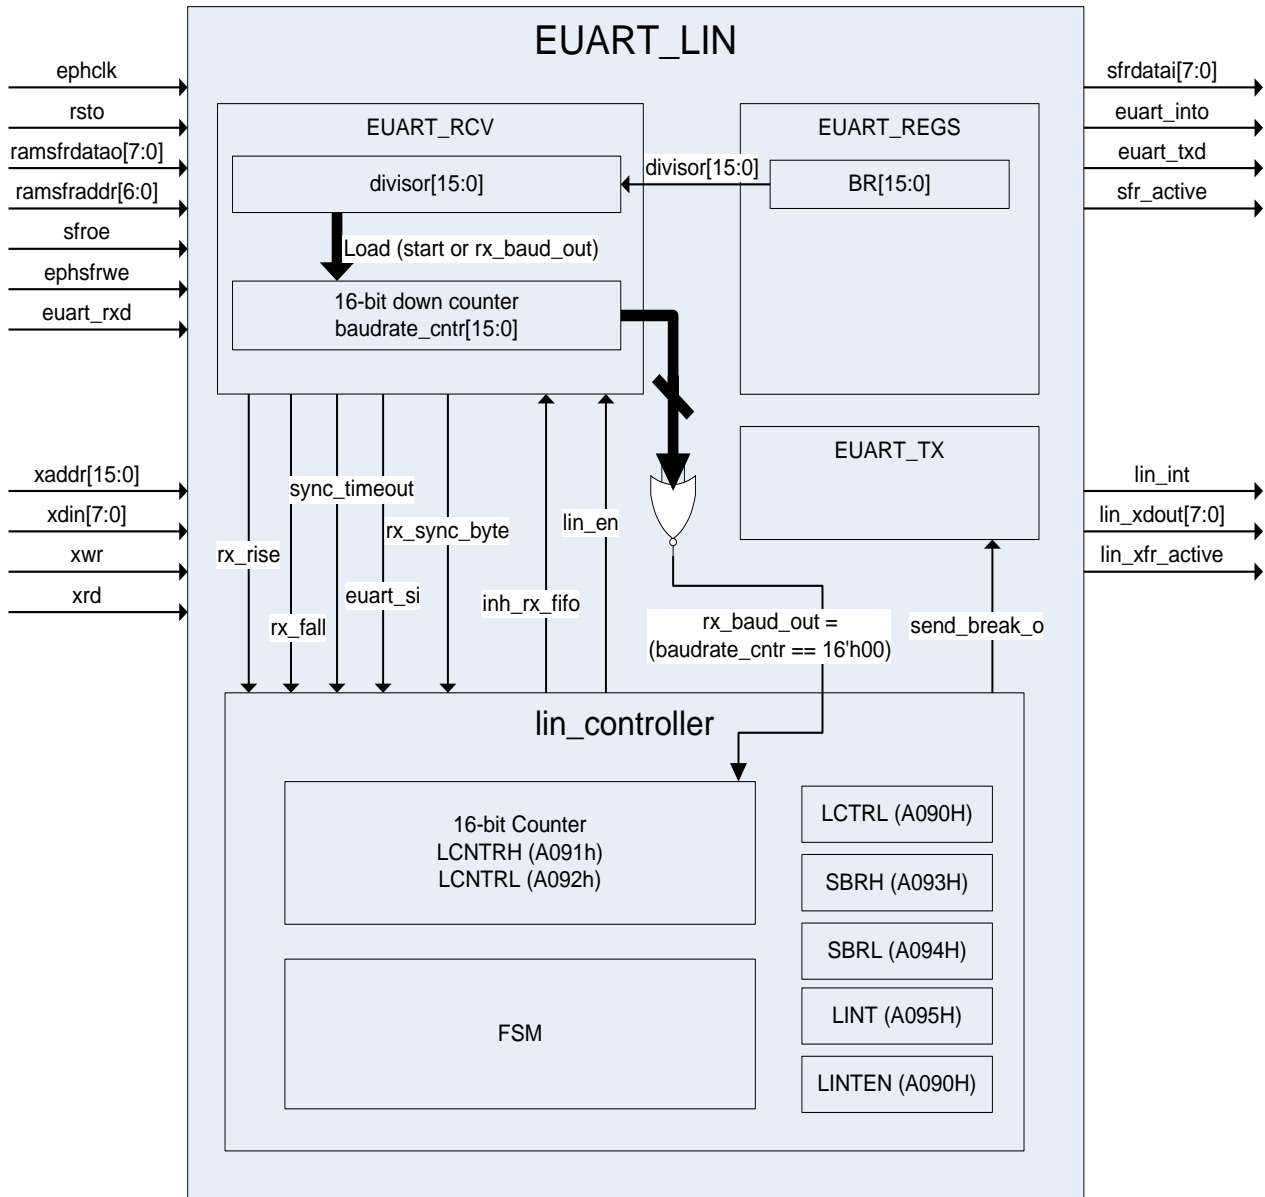 EUART_LIN
ephclk
rsto
ramsfrdatao[7:0]
ramsfraddr[6:0]
sfroe
ephsfrwe
euart_rxd
xaddr[15:0]
xdin[7:0]
xwr
xrd
EUART_RCV
divisor[15:0]
Load (start or rx_baud_out)
16-bit down counter
baudrate_cntr[15:0]
divisor[15:0]
EUART_REGS
BR[15:0]
EUART_TX
sfrdatai[7:0]
euart_into
euart_txd
sfr_active
lin_int
lin_xdout[7:0]
lin_xfr_active
sync_timeout
rx_sync_byte
lin_en
rx_rise
euart_si
inh_rx_fifo
rx_fall
rx_baud_out =
(baudrate_cntr == 16'h00)
send_break_o
lin_controller
16-bit Counter
LCNTRH (A091h)
LCNTRL (A092h)
FSM
LCTRL (A090H)
SBRH (A093H)
SBRL (A094H)
LINT (A095H)
LINTEN (A090H)